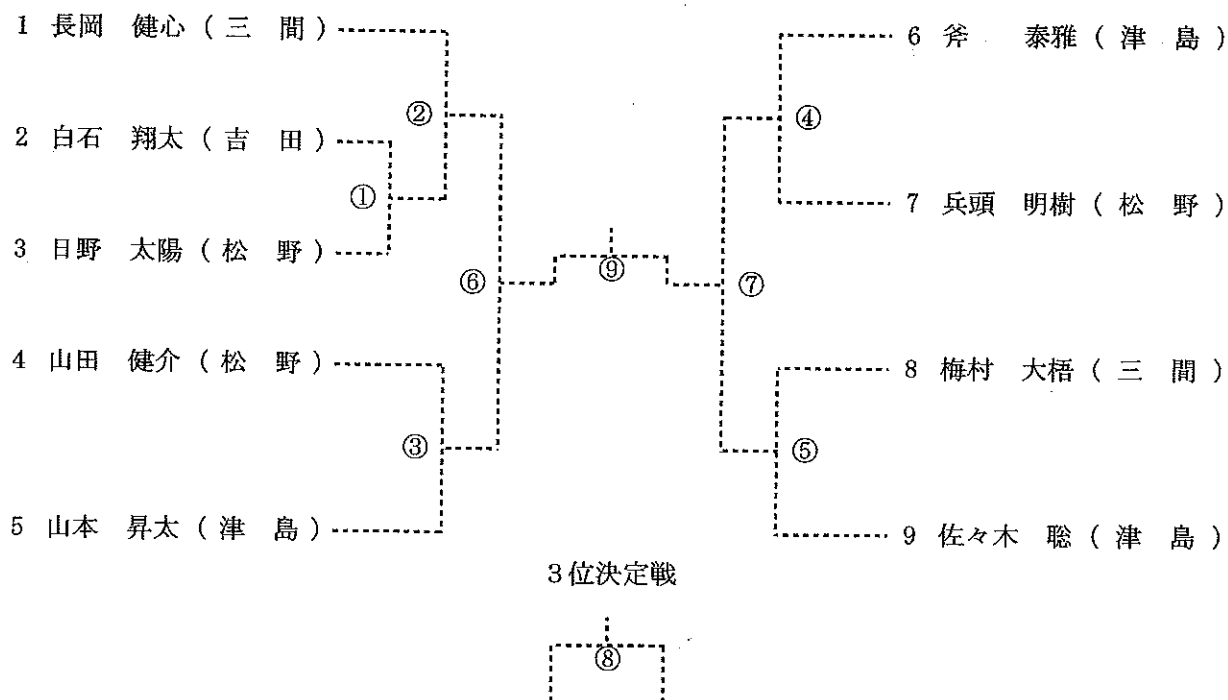 1 長岡 健心 ( 三 間 )
2 白石 翔太 ( 吉 田 )
3 日野 太陽 ( 松 野 )
4 山田 健介 ( 松 野 )
5 山本 昇太 ( 津 島 )
②
①
⑥
③
⑨
④
⑦
⑤
6 斧 泰雅 ( 津 島 )
7 兵頭 明樹 ( 松 野 )
8 梅村 大梧 ( 三 間 )
9 佐々木 聡 ( 津 島 )
3位決定戦
⑧